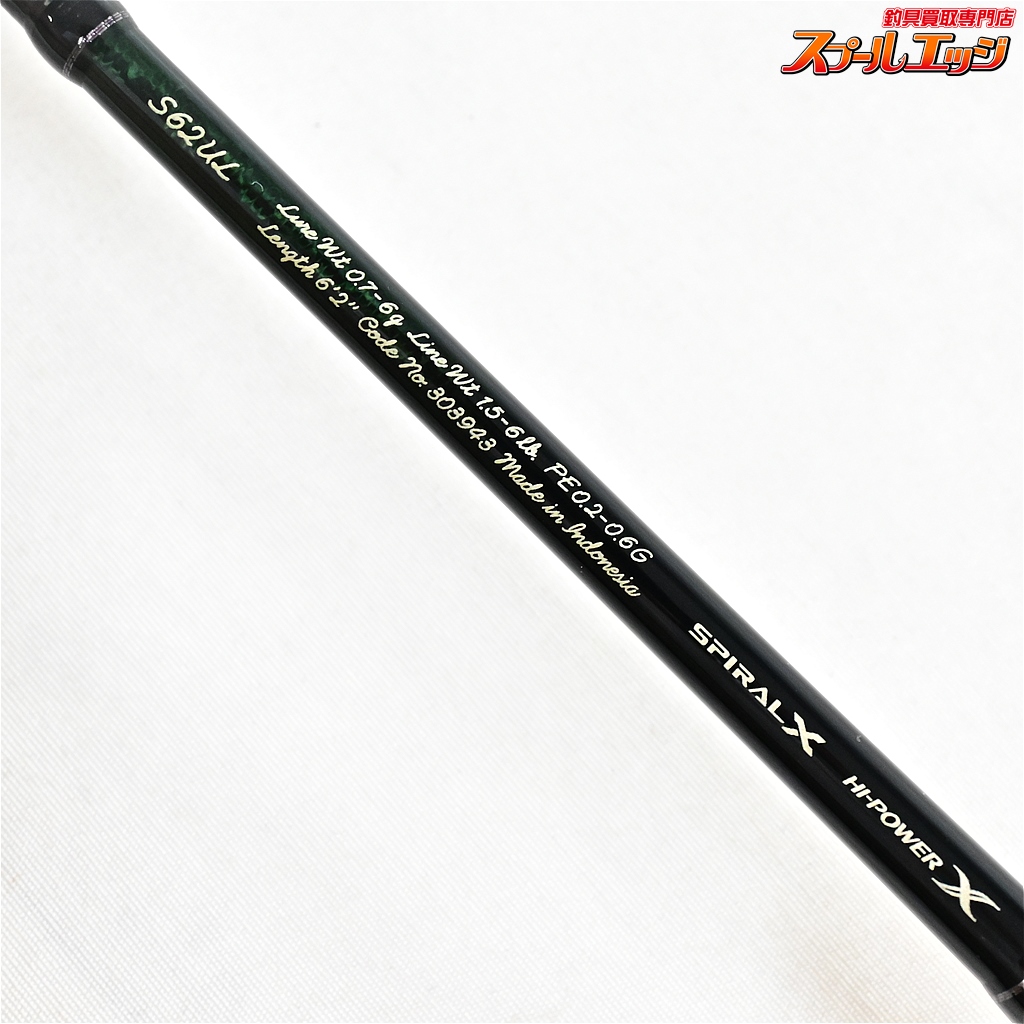 釣具買取専門店
スプールエッジ
S62UL
Lure Wt 0.7-6g Line Wt 1.5-6lb. PE0.2-0.6G
Length 6'2" Code No. 303943 Made in Indonesia
SPIRAL X
HI-POWER X